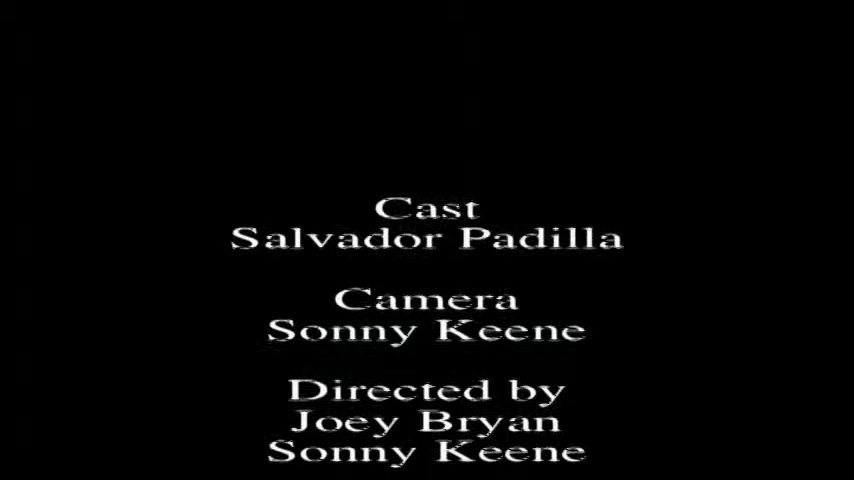 Cast
Salvador Padilla
Camera
Sonny Keene
Directed by
Joey Bryan
Sonny Keene